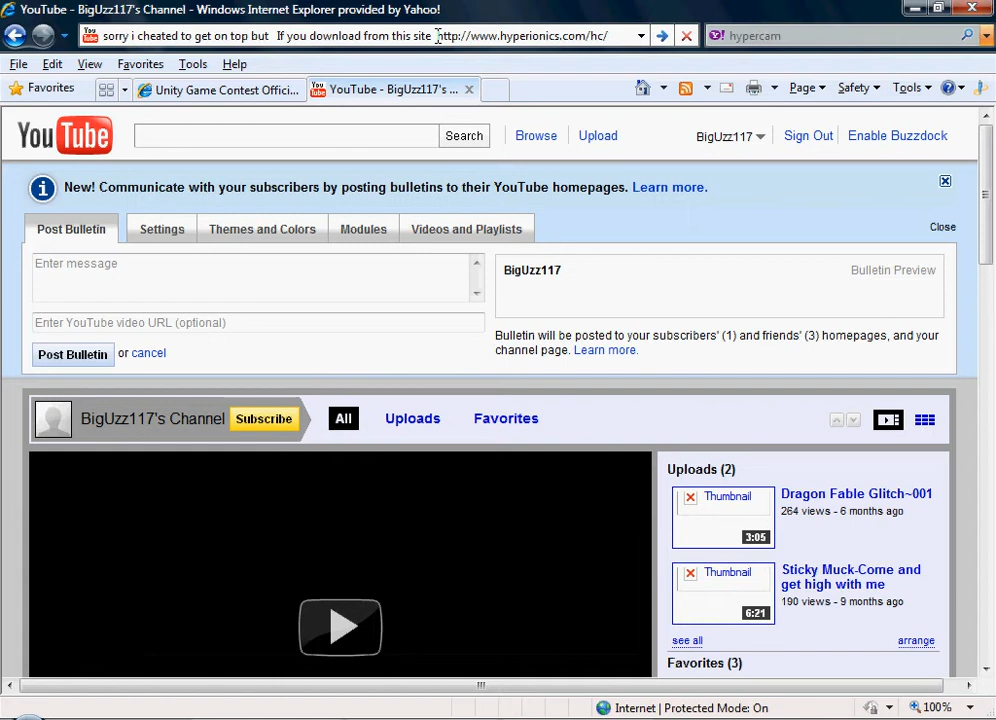 YouTube - BigUzz117's Channel - Windows Internet Explorer provided by Yahoo!
sorry i cheated to get on top but If you download from this site http://www.hyperionics.com/hc/
hypercam
File Edit View Favorites Tools Help
Favorites Unity Game Contest Offici... YouTube - BigUzz117's ... Page Safety Tools
YouTube Search Browse Upload BigUzz117 Sign Out Enable Buzzdock
New! Communicate with your subscribers by posting bulletins to their YouTube homepages. Learn more.
Post Bulletin Settings Themes and Colors Modules Videos and Playlists Close
Enter message
BigUzz117 Bulletin Preview
Enter YouTube video URL (optional)
Bulletin will be posted to your subscribers' (1) and friends' (3) homepages, and your
channel page. Learn more.
Post Bulletin or cancel
BigUzz117's Channel Subscribe All Uploads Favorites
Uploads (2)
Thumbnail
3:05
Dragon Fable Glitch~001
264 views - 6 months ago
Thumbnail
6:21
Sticky Muck-Come and
get high with me
190 views - 9 months ago
see all arrange
Favorites (3)
Internet | Protected Mode: On 100%